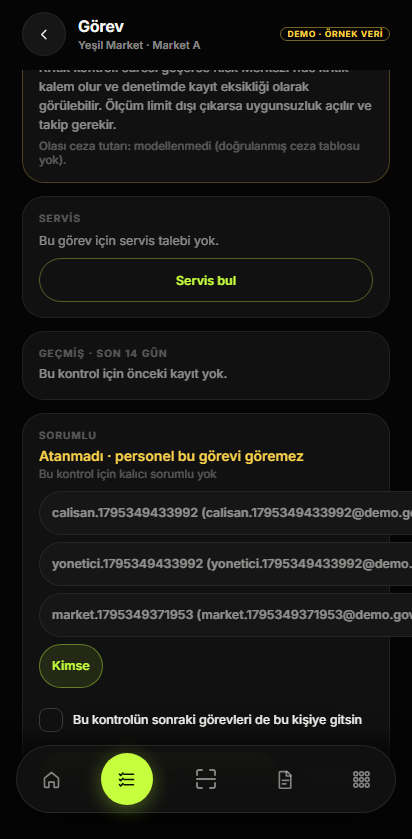 Görev
Yeşil Market · Market A
DEMO · ÖRNEK VERİ
kalem olur ve denetimde kayıt eksikliği olarak
görülebilir. Ölçüm limit dışı çıkarsa uygunsuzluk açılır ve
takip gerekir.
Olası ceza tutarı: modellenmedi (doğrulanmış ceza tablosu
yok).
SERVİS
Bu görev için servis talebi yok.
Servis bul
GEÇMİŞ · SON 14 GÜN
Bu kontrol için önceki kayıt yok.
SORUMLU
Atanmadı · personel bu görevi göremez
Bu kontrol için kalıcı sorumlu yok
calisan.1795349433992 (calisan.1795349433992@demo.go
yonetici.1795349433992 (yonetici.1795349433992@demo.
market.1795349371953 (market.1795349371953@demo.gov
Kimse
Bu kontrolün sonraki görevleri de bu kişiye gitsin